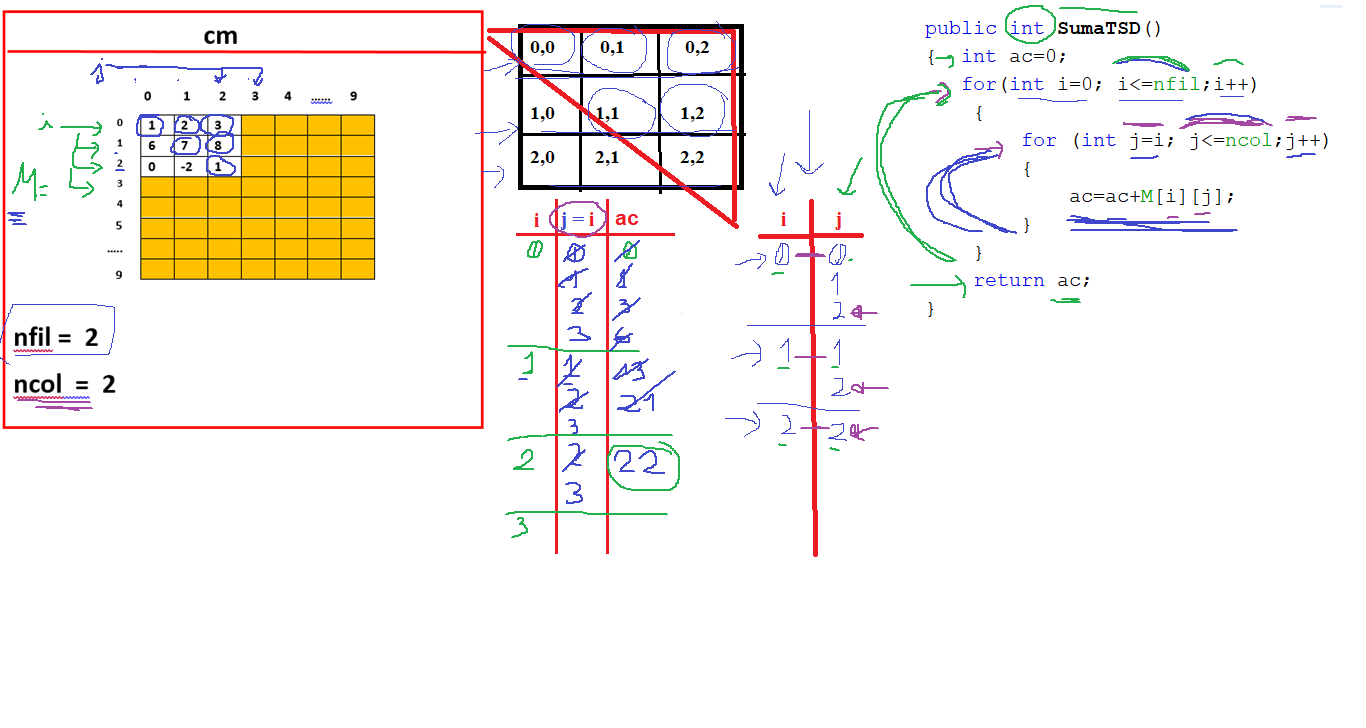 cm
0 1 2 3 4 ...... 9
i
0 1 2 3
1 6 7 8
2 0 -2 1
3
4
5
.....
9
M=
nfil = 2
ncol = 2
0,0 0,1 0,2
1,0 1,1 1,2
2,0 2,1 2,2
i j = i ac
0 0 0
1 1
2 3
3 6
1 1 13
2 21
3
2 2 22
3
3
i j
0 0
1
2
1 1
2
2 2
public int SumaTSD()
{ int ac=0;
for(int i=0; i<=nfil;i++)
{
for (int j=i; j<=ncol;j++)
{
ac=ac+M[i][j];
}
}
return ac;
}